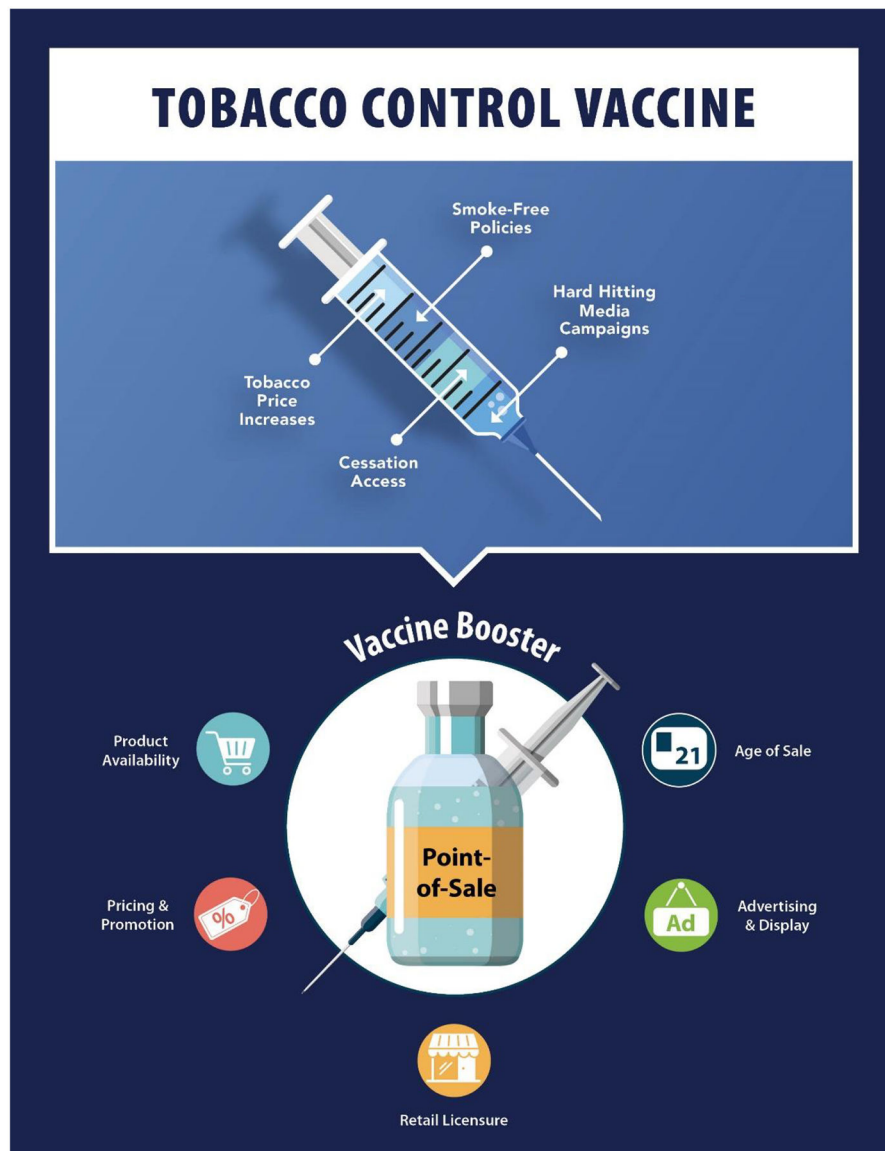 TOBACCO CONTROL VACCINE
Smoke-Free
Policies
Hard Hitting
Media
Campaigns
Tobacco
Price
Increases
Cessation
Access
Vaccine Booster
Product
Availability
21
Age of Sale
Point-
of-Sale
Pricing &
Promotion
%
Ad
Advertising
& Display
Retail Licensure